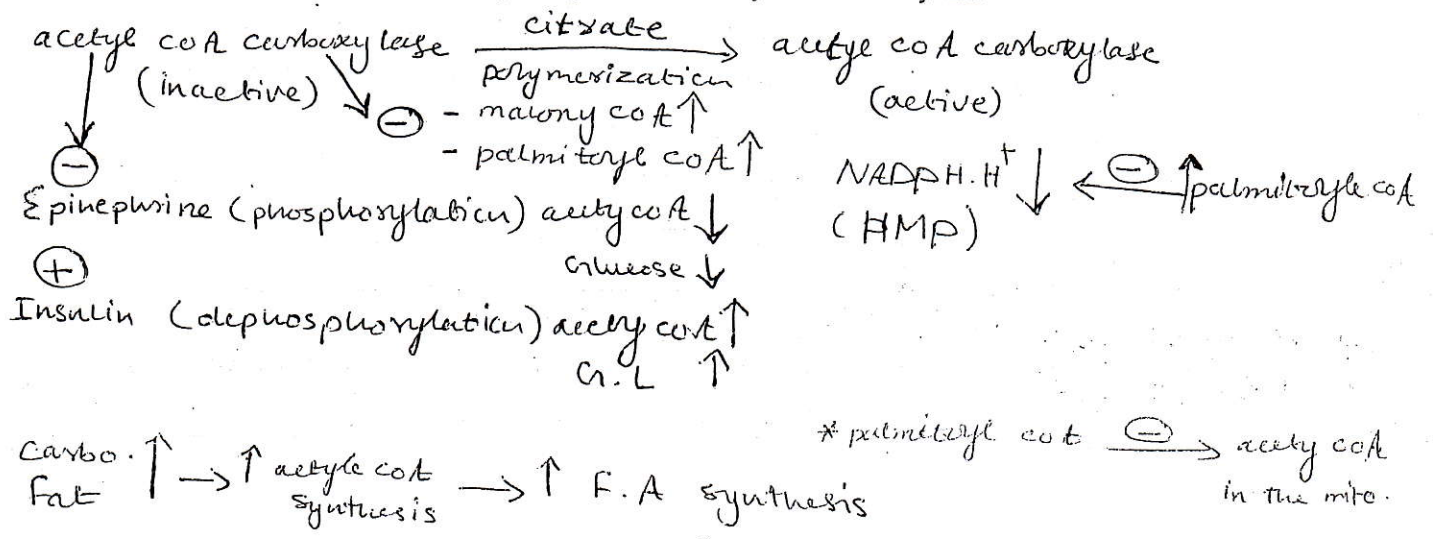 citrate
acetyl coA carboxylase ⟶ acetyl coA carboxylase
(inactive) polymerization (active)
⊖ - malony coA ↑
- palmitoyl coA ↑
⊖ NADPH.H⁺ ↓ ⟵ ⊖ ↑ palmitoyle coA
Epinephrine (phosphorylation) acety coA ↓ (HMP)
⊕ Glucose ↓
Insulin (dephosphorylation) acety coA ↑
G.L ↑
* palmitoyl coA ⊖⟶ acety coA
in the mito.
Carbo. ↑ → ↑ acetyle coA → ↑ F.A synthesis
Fat synthesis